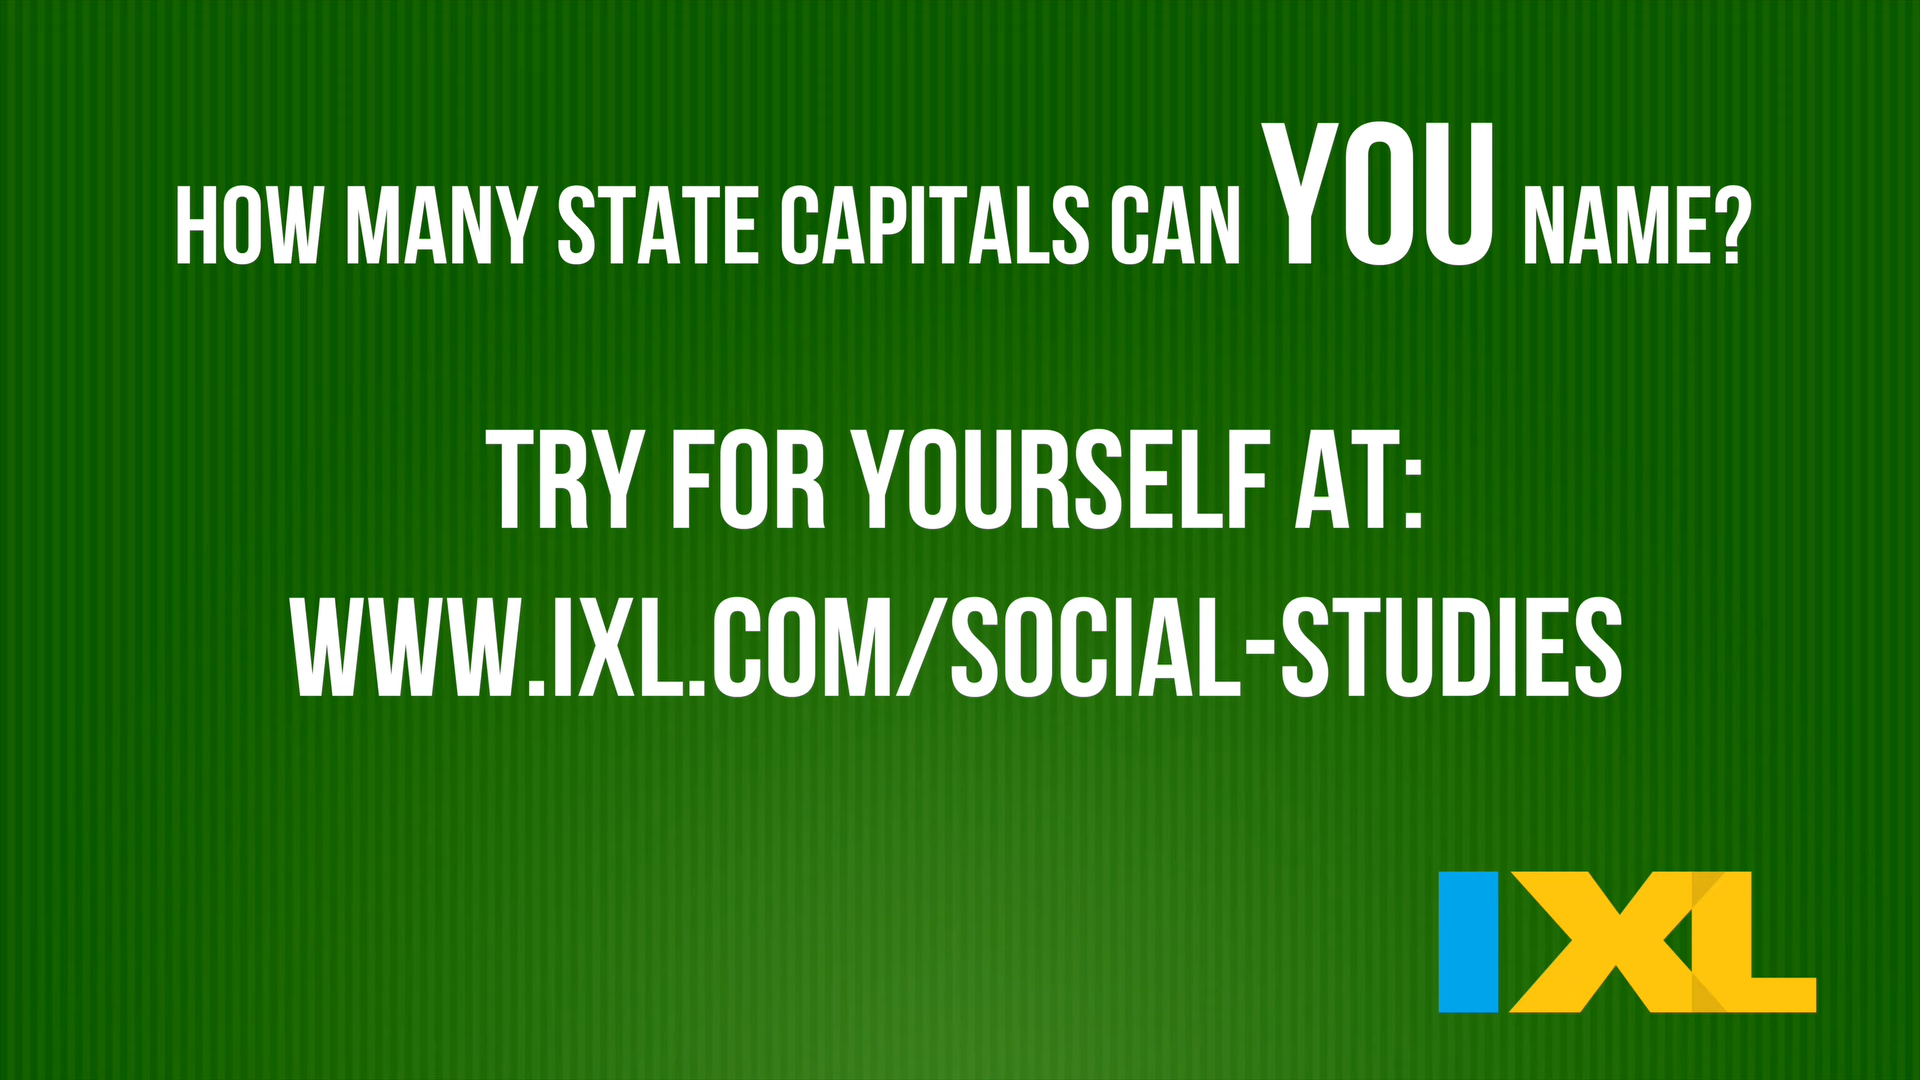 HOW MANY STATE CAPITALS CAN YOU NAME?
TRY FOR YOURSELF AT:
WWW.IXL.COM/SOCIAL-STUDIES
IXL